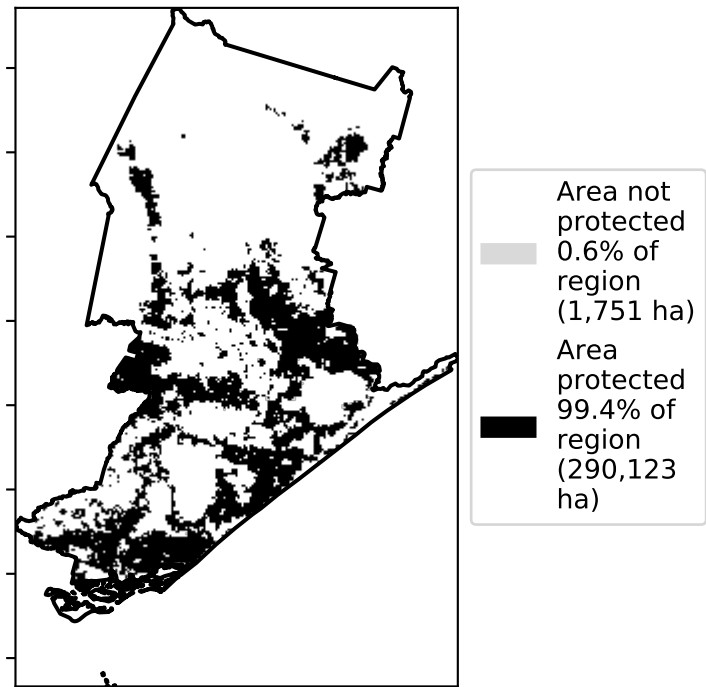 Area not
protected
0.6% of
region
(1,751 ha)
Area
protected
99.4% of
region
(290,123
ha)